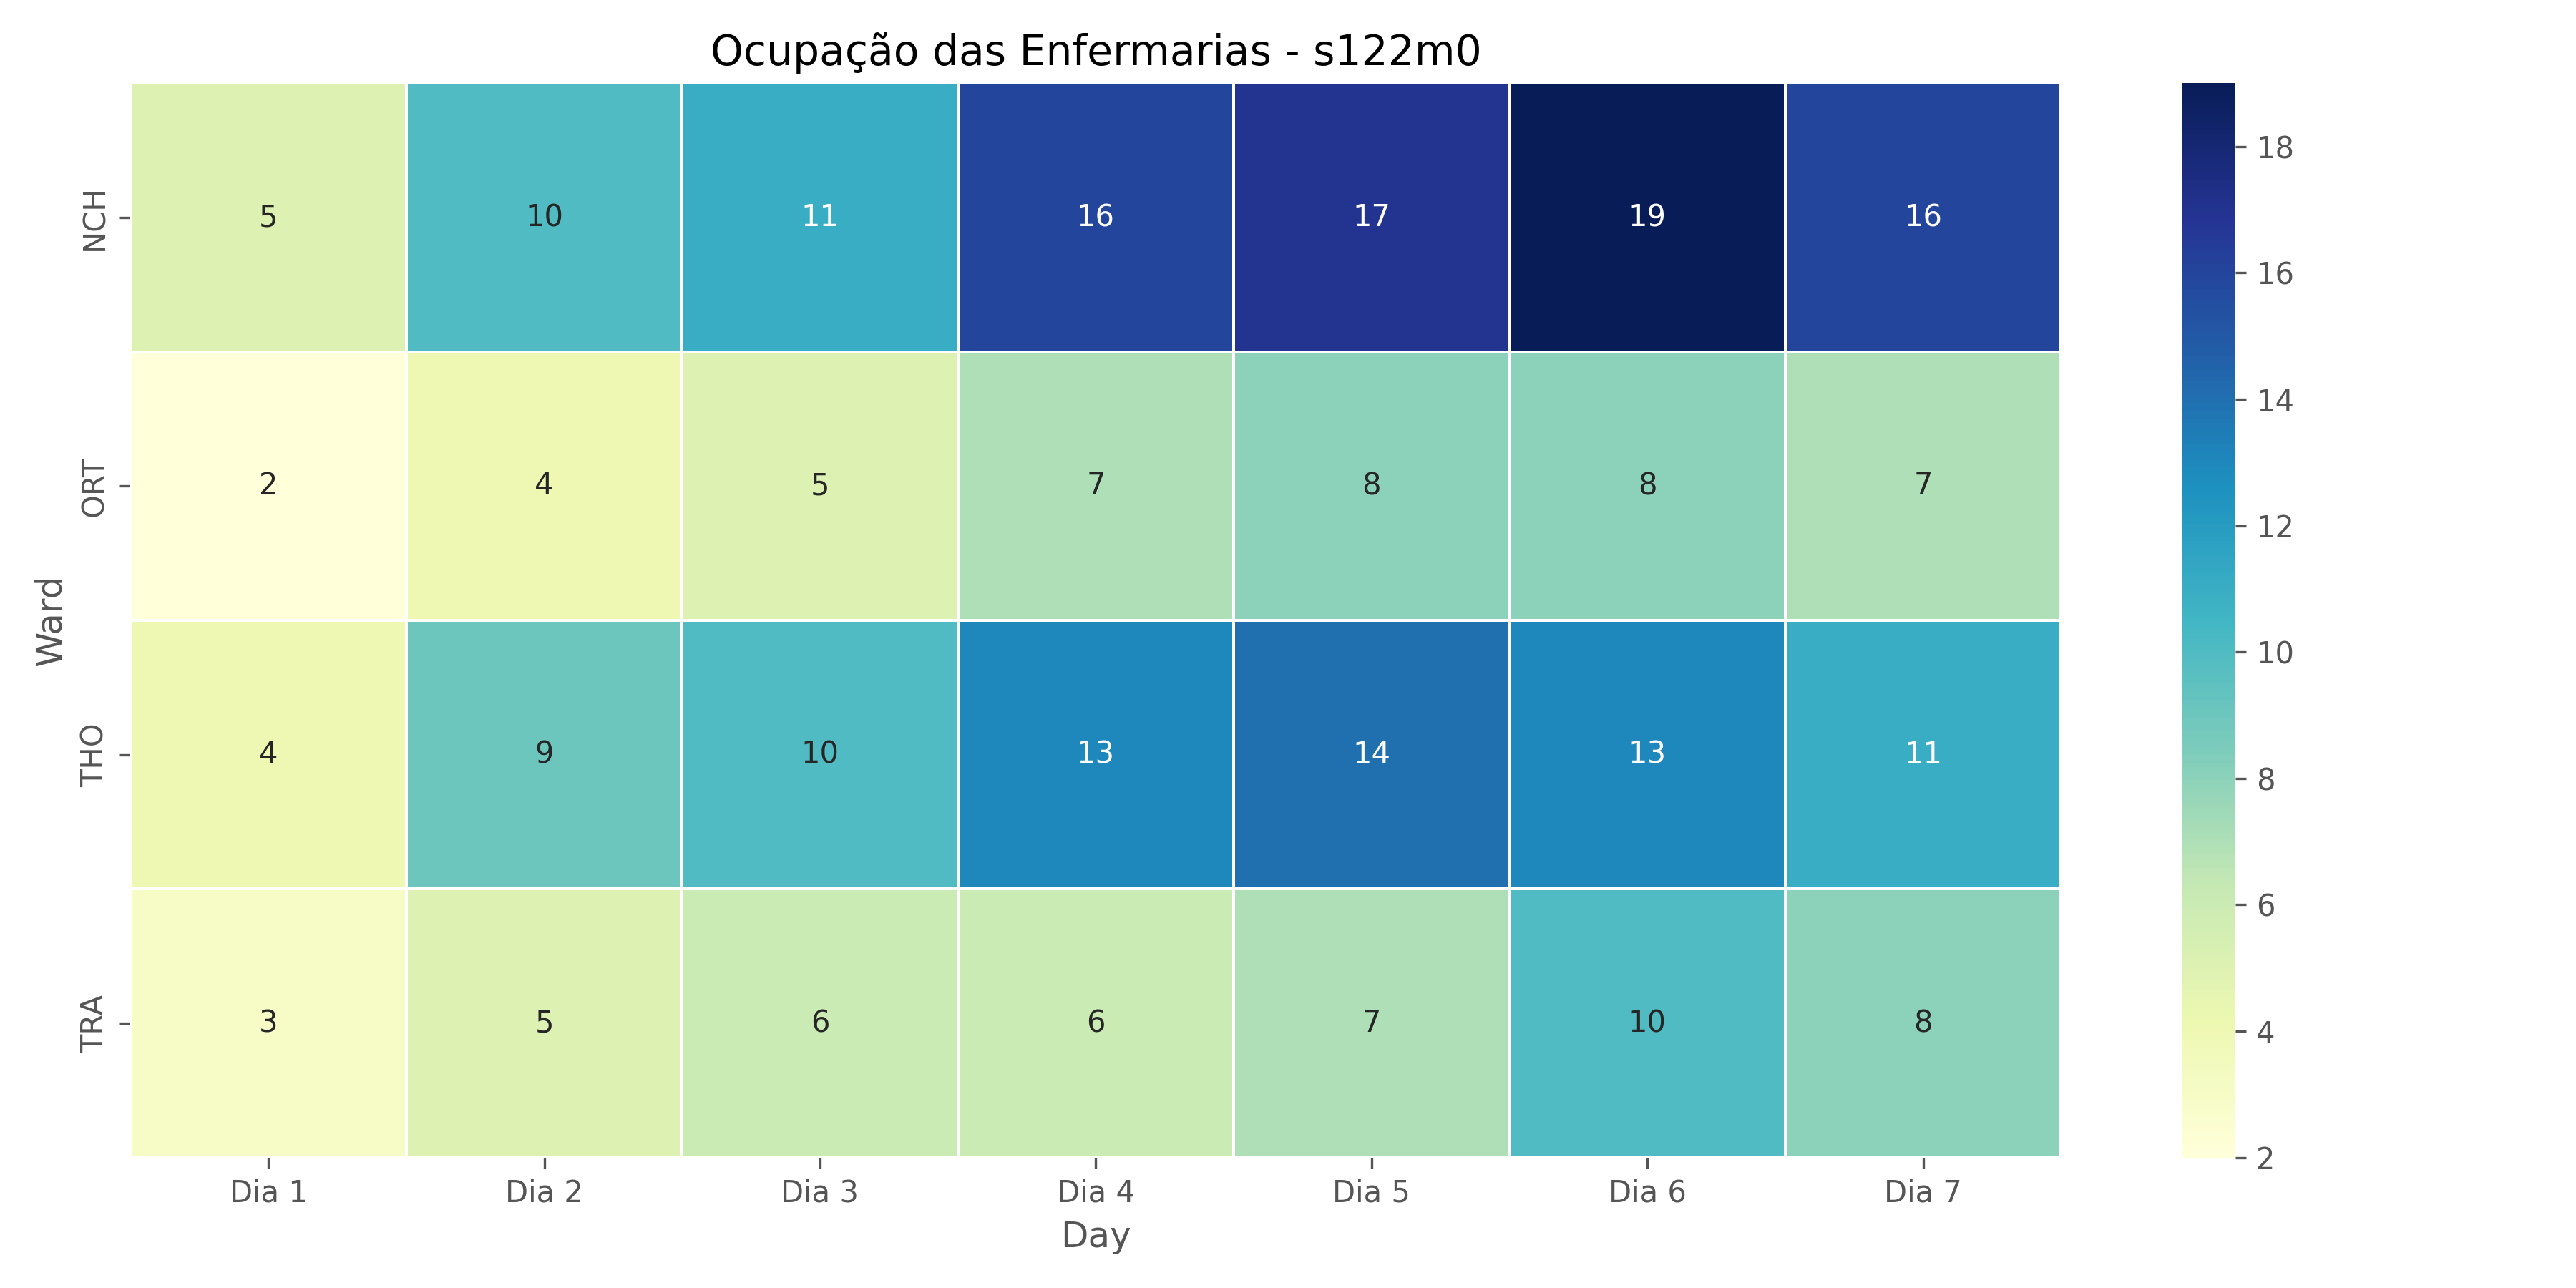 Ocupação das Enfermarias - s122m0
Ward
NCH 5 10 11 16 17 19 16
ORT 2 4 5 7 8 8 7
THO 4 9 10 13 14 13 11
TRA 3 5 6 6 7 10 8
Dia 1 Dia 2 Dia 3 Dia 4 Dia 5 Dia 6 Dia 7
Day
18
16
14
12
10
8
6
4
2